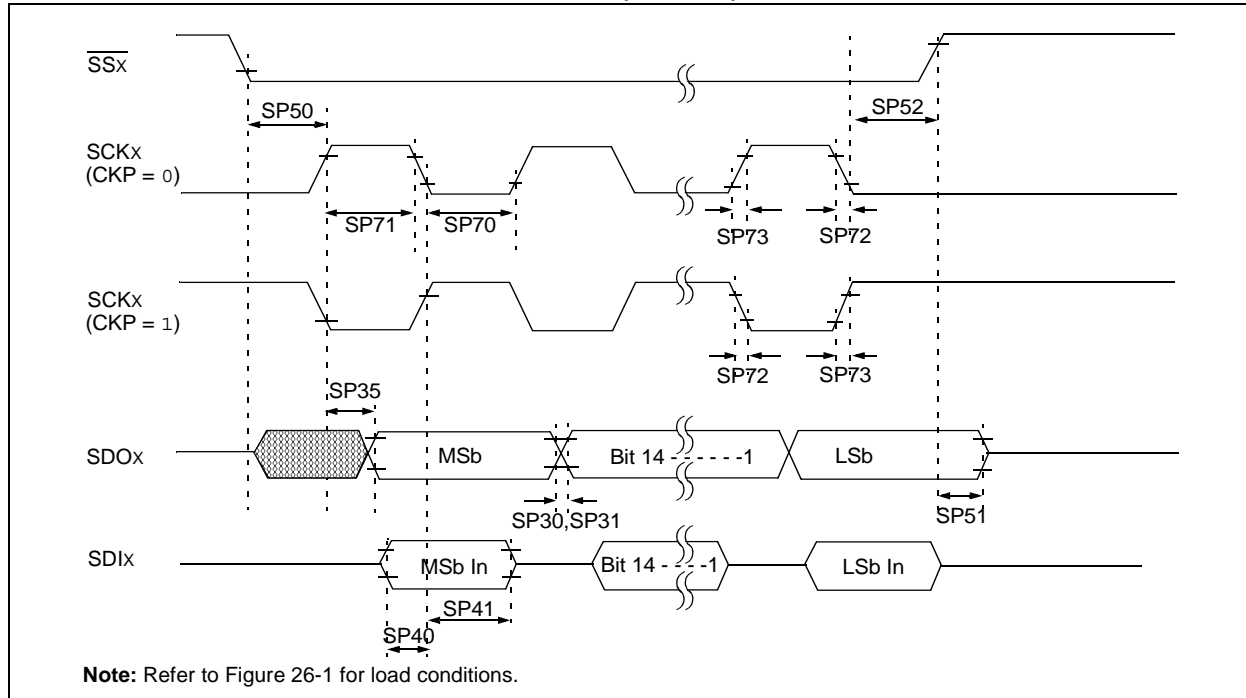 SSX
SP50
SP52
SCKX
(CKP = 0)
SP71
SP70
SP73
SP72
SCKX
(CKP = 1)
SP72
SP73
SP35
SDOX
MSb
Bit 14 - - - - - -1
LSb
SP30,SP31
SP51
SDIX
MSb In
Bit 14 - - - -1
LSb In
SP41
SP40
Note: Refer to Figure 26-1 for load conditions.